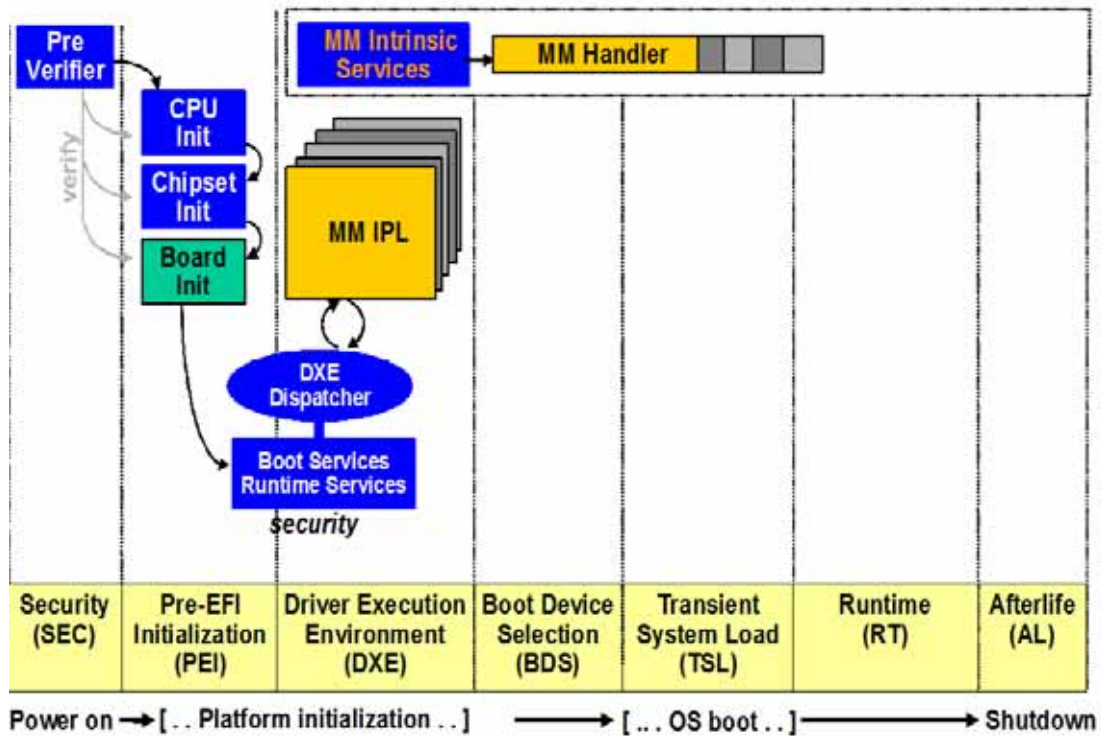 Pre
Verifier
MM Intrinsic
Services
MM Handler
CPU
Init
verify
Chipset
Init
MM IPL
Board
Init
DXE
Dispatcher
Boot Services
Runtime Services
security
Security
(SEC)
Pre-EFI
Initialization
(PEI)
Driver Execution
Environment
(DXE)
Boot Device
Selection
(BDS)
Transient
System Load
(TSL)
Runtime
(RT)
Afterlife
(AL)
Power on [ . . Platform initialization . . ] [ ... OS boot . . ] Shutdown